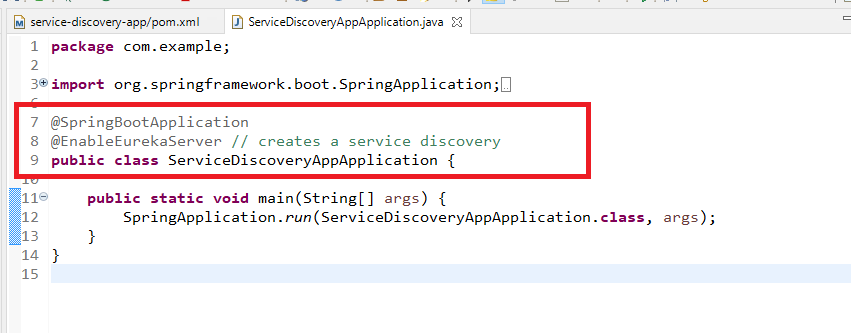 service-discovery-app/pom.xml ServiceDiscoveryAppApplication.java
1 package com.example;
2
3 import org.springframework.boot.SpringApplication;
6
7 @SpringBootApplication
8 @EnableEurekaServer // creates a service discovery
9 public class ServiceDiscoveryAppApplication {
10
11 public static void main(String[] args) {
12 SpringApplication.run(ServiceDiscoveryAppApplication.class, args);
13 }
14 }
15